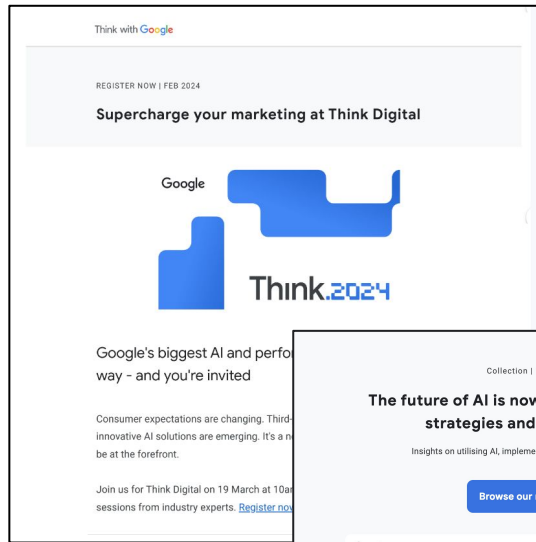 Think with Google
REGISTER NOW | FEB 2024
Supercharge your marketing at Think Digital
Google
Think.2024
Google's biggest AI and perfo
way - and you're invited
Consumer expectations are changing. Third-
innovative AI solutions are emerging. It's a n
be at the forefront.
Join us for Think Digital on 19 March at 10a
sessions from industry experts. Register now
Collection |
The future of AI is now
strategies and
Insights on utilising AI, impleme
Browse our